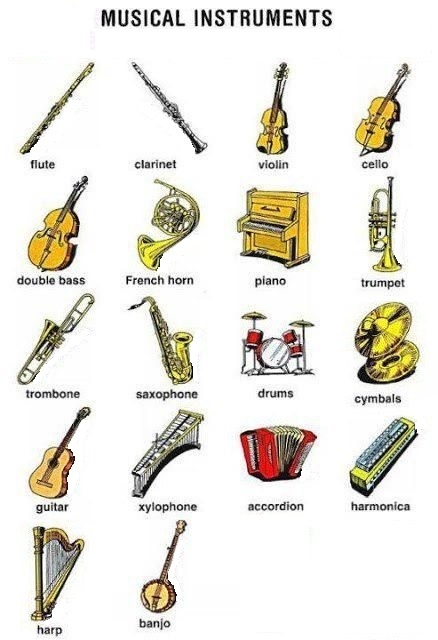 MUSICAL INSTRUMENTS
flute
clarinet
violin
cello
double bass
French horn
piano
trumpet
trombone
saxophone
drums
cymbals
guitar
xylophone
accordion
harmonica
harp
banjo